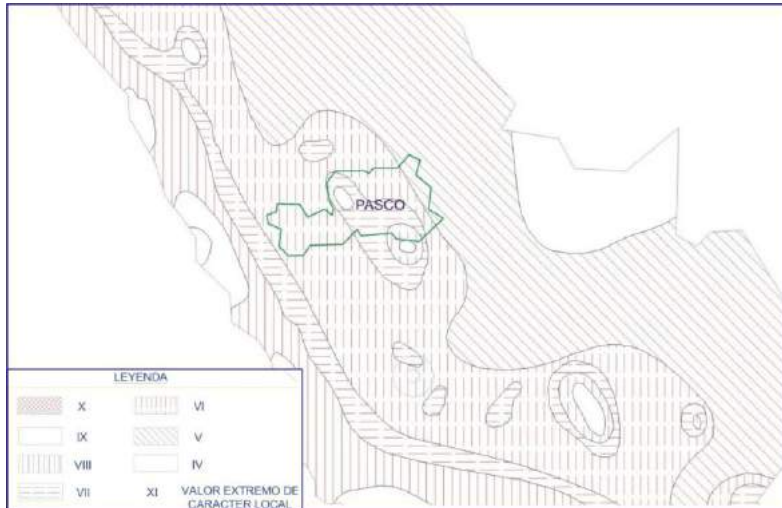 PASCO
LEYENDA
X VI
IX V
VIII IV
VII XI VALOR EXTREMO DE
CARACTER LOCAL